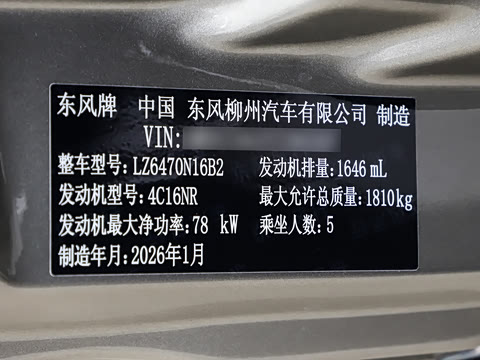 东风牌 中国 东风柳州汽车有限公司 制造
VIN:
整车型号: LZ6470N16B2 发动机排量: 1646 mL
发动机型号: 4C16NR 最大允许总质量: 1810kg
发动机最大净功率: 78 kW 乘坐人数: 5
制造年月: 2026年1月